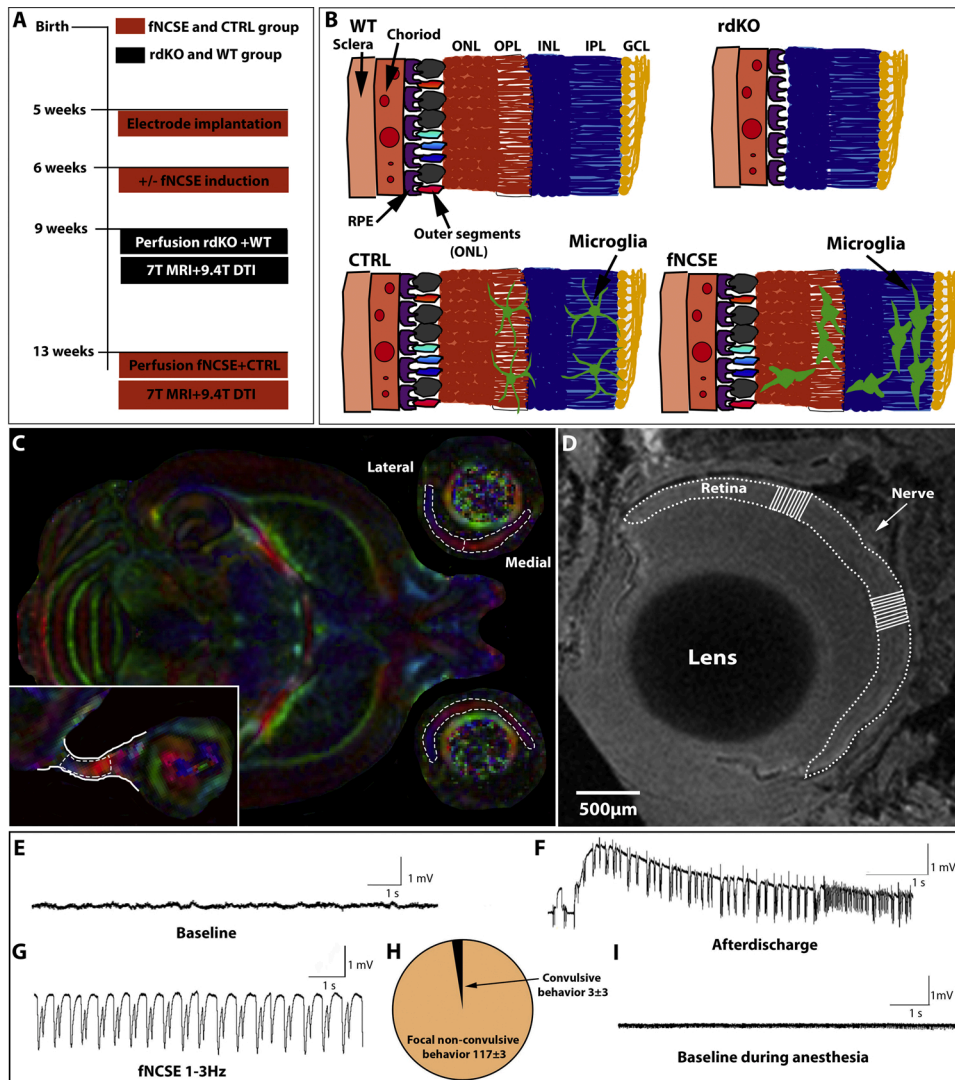 A
Birth
fNCSE and CTRL group
rdKO and WT group
5 weeks
Electrode implantation
6 weeks
+/- fNCSE induction
9 weeks
Perfusion rdKO +WT
7T MRI+9.4T DTI
13 weeks
Perfusion fNCSE+CTRL
7T MRI+9.4T DTI
B
WT
Sclera
Choriod
ONL
OPL
INL
IPL
GCL
rdKO
RPE
Outer segments
(ONL)
CTRL
Microglia
fNCSE
Microglia
C
Lateral
Medial
D
Retina
Nerve
Lens
500µm
E
1 mV
1 s
Baseline
F
1 mV
1 s
Afterdischarge
G
1 mV
1 s
fNCSE 1-3Hz
H
Convulsive
behavior 3±3
Focal non-convulsive
behavior 117±3
I
1mV
1 s
Baseline during anesthesia